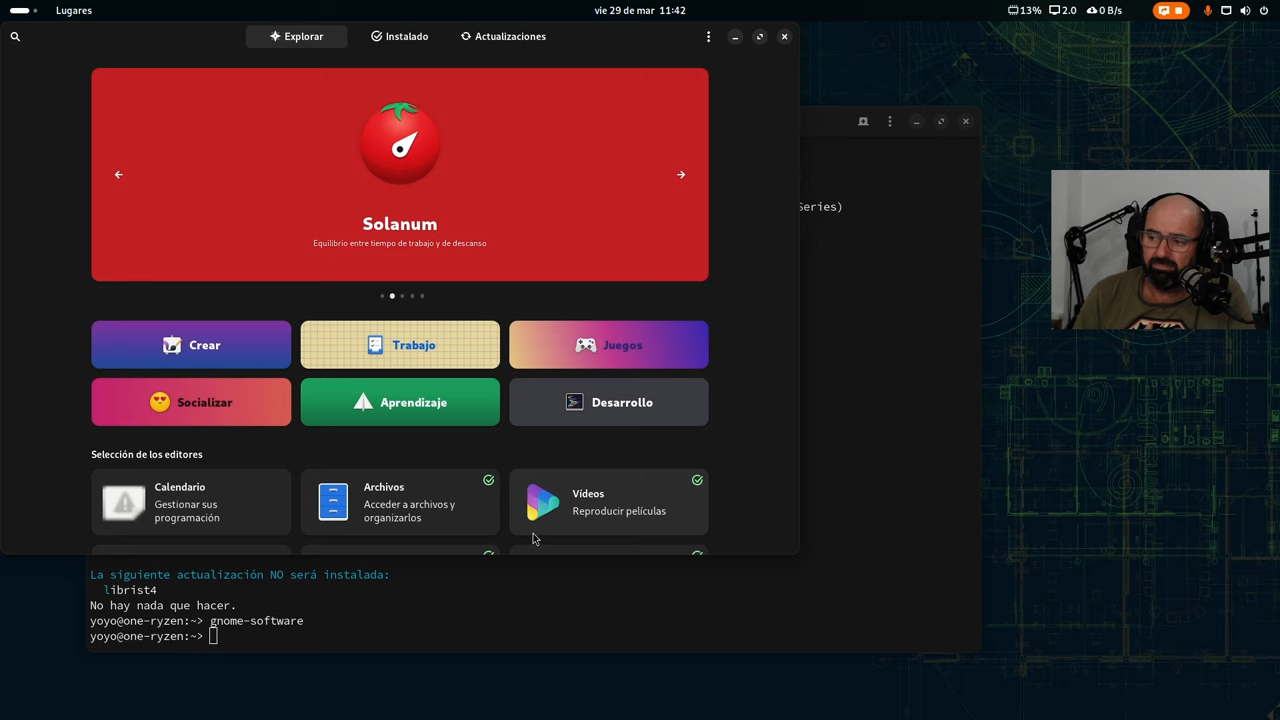 Lugares
vie 29 de mar 11:42
13% 2.0 0 B/s
Explorar
Instalado
Actualizaciones
Solanum
Equilibrio entre tiempo de trabajo y de descanso
Crear
Trabajo
Juegos
Socializar
Aprendizaje
Desarrollo
Selección de los editores
Calendario
Gestionar sus
programación
Archivos
Acceder a archivos y
organizarlos
Vídeos
Reproducir películas
Series)
La siguiente actualización NO será instalada:
librist4
No hay nada que hacer.
yoyo@one-ryzen:~> gnome-software
yoyo@one-ryzen:~>